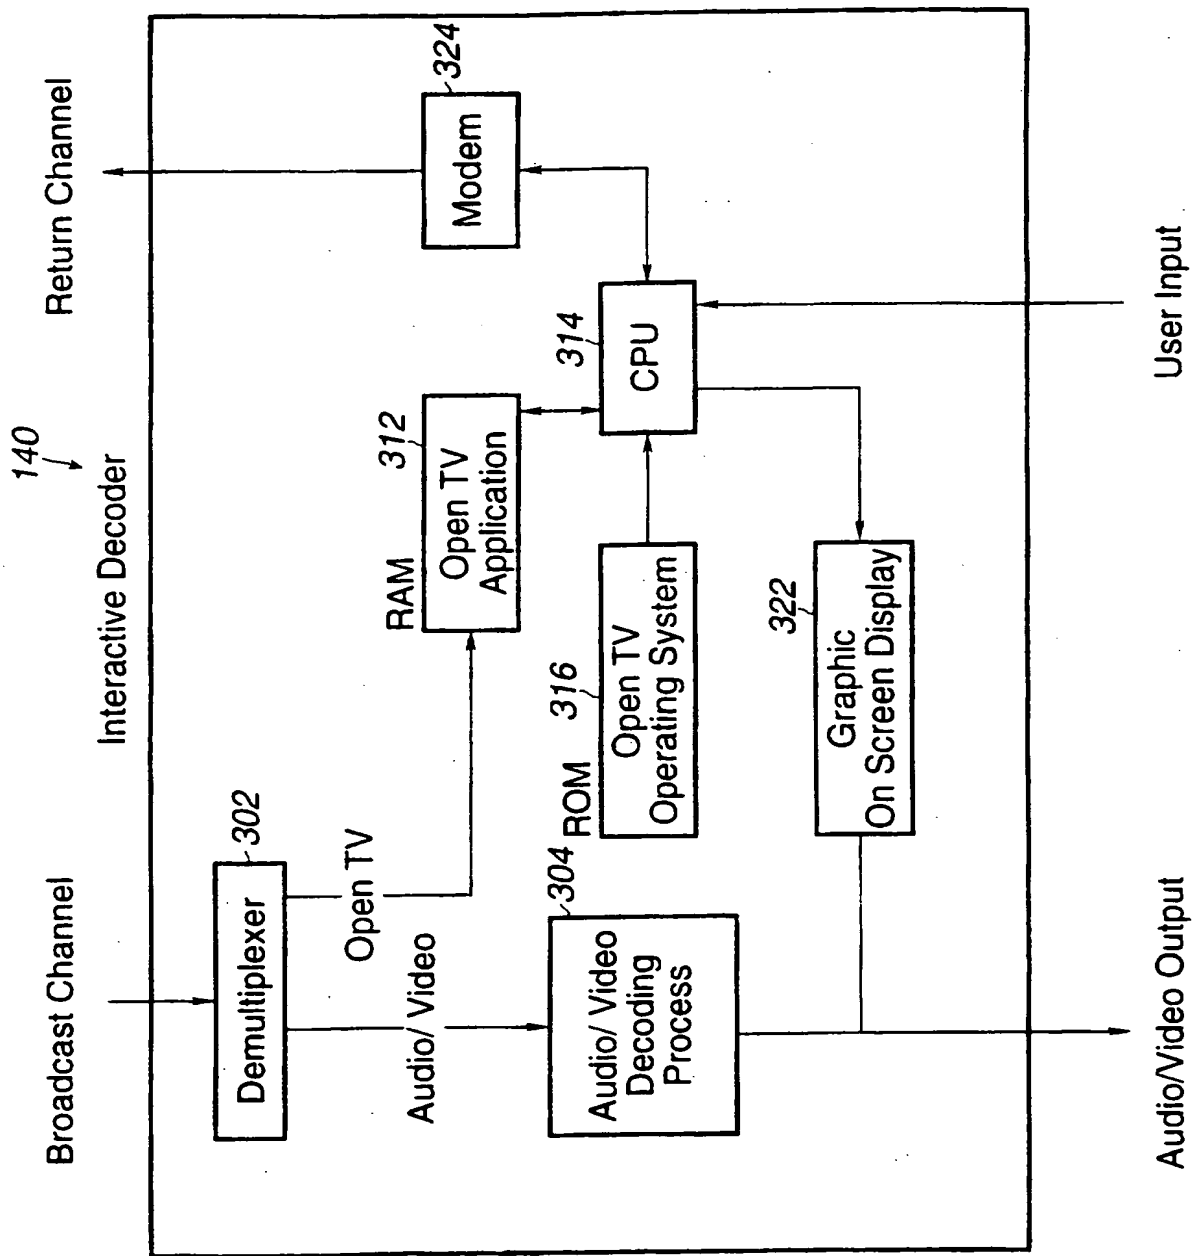 140
Interactive Decoder
Broadcast Channel
Return Channel
302
Demultiplexer
Open TV
Audio/ Video
RAM
312
Open TV
Application
324
Modem
304
Audio/ Video
Decoding
Process
ROM
316
Open TV
Operating System
314
CPU
322
Graphic
On Screen Display
Audio/Video Output
User Input